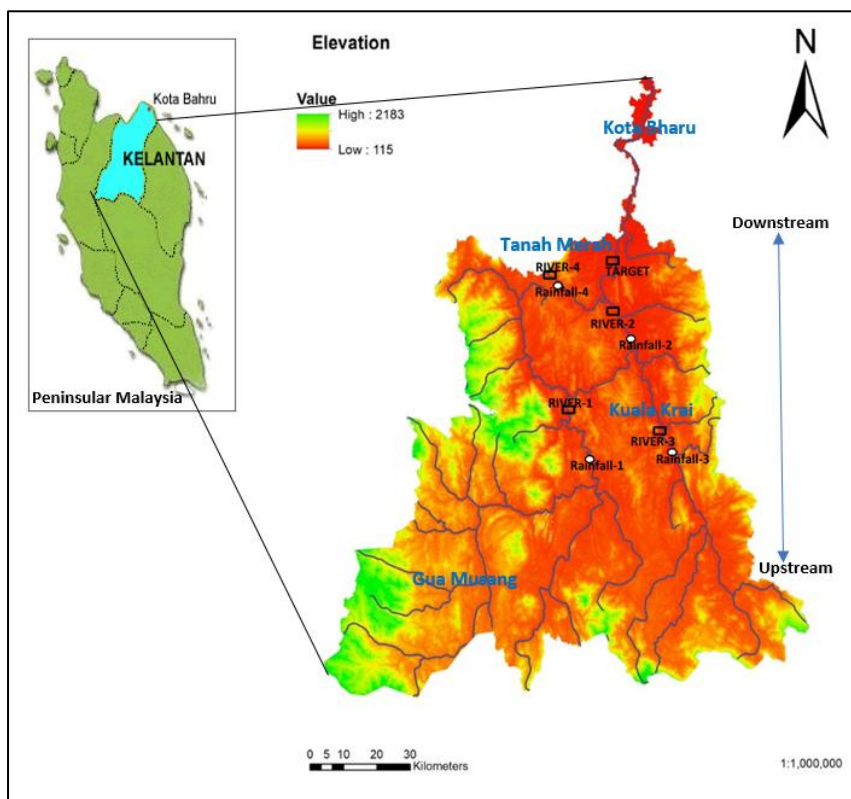 Elevation
Value
High : 2183
Low : 115
N
Kota Bahru
KELANTAN
Peninsular Malaysia
Kota Bharu
Downstream
Tanah Merah
RIVER-4
TARGET
Rainfall-4
RIVER-2
Rainfall-2
RIVER-1
Kuala Krai
RIVER-3
Rainfall-1
Rainfall-3
Upstream
Gua Musang
0 5 10 20 30
Kilometers
1:1,000,000